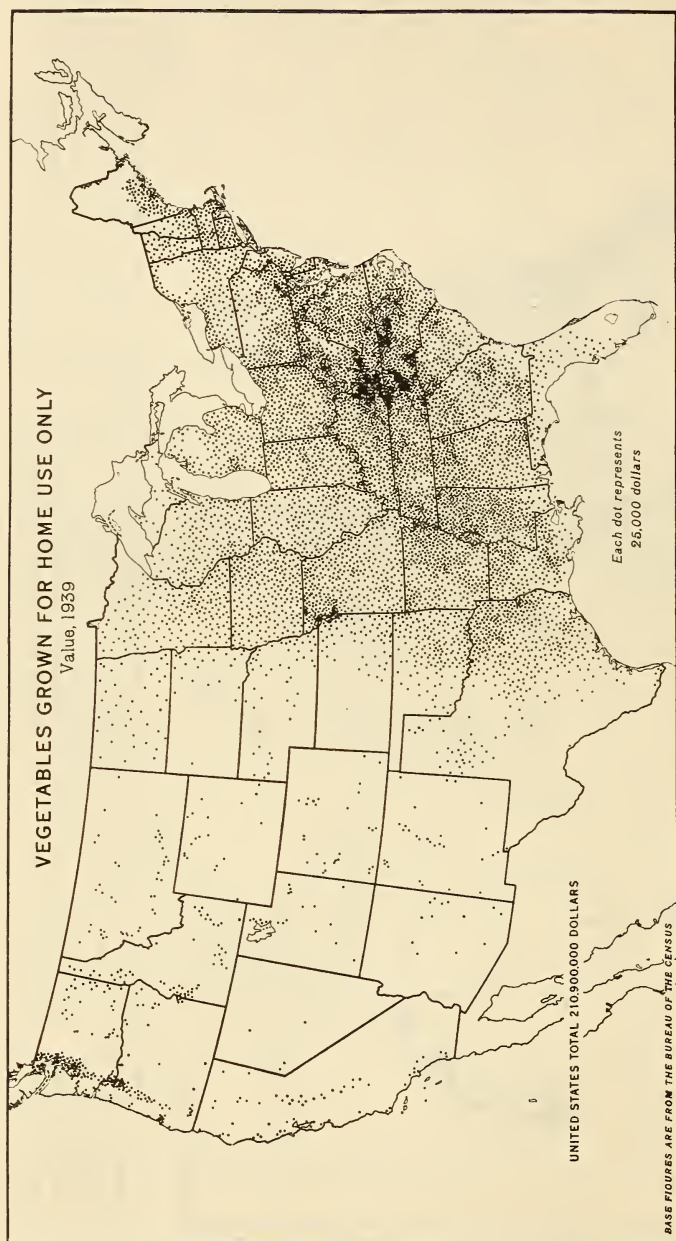 VEGETABLES GROWN FOR HOME USE ONLY
Value, 1939
Each dot represents
25,000 dollars
UNITED STATES TOTAL 210,900,000 DOLLARS
BASE FIGURES ARE FROM THE BUREAU OF THE CENSUS